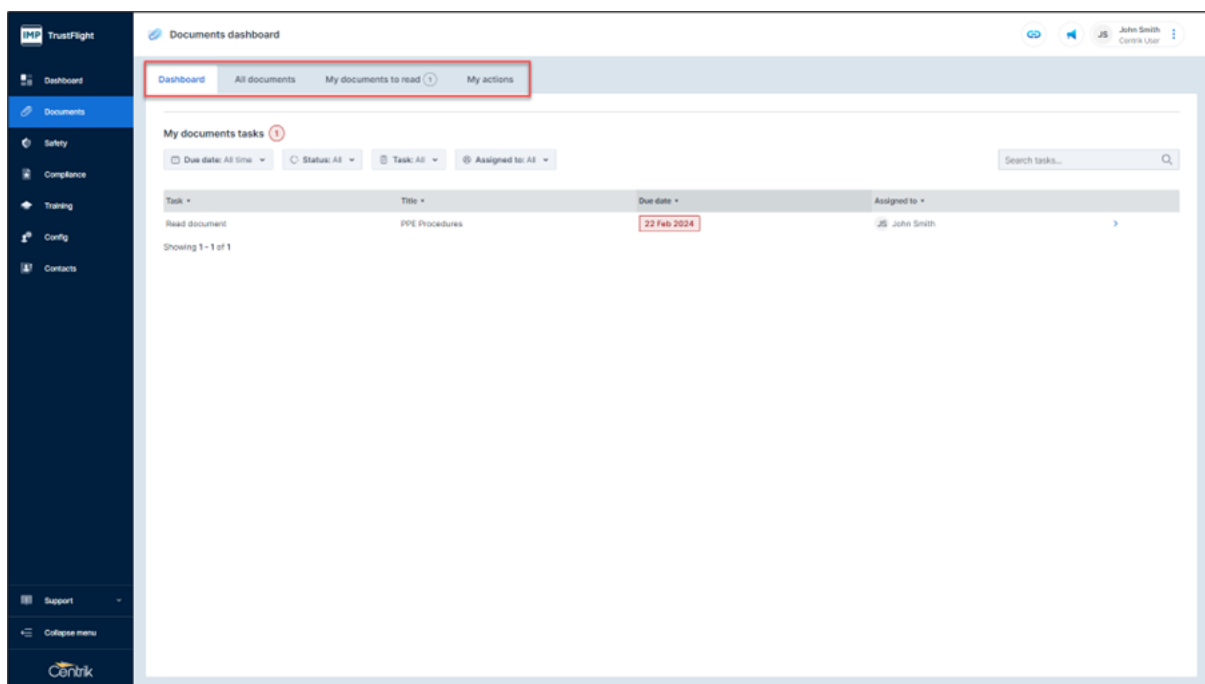 IMP TrustFlight
Documents dashboard
JS John Smith
Centrik User
Dashboard
Documents
Safety
Compliance
Training
Config
Contacts
Support
Collapse menu
Centrik
Dashboard All documents My documents to read 1 My actions
My documents tasks 1
Due date: All time Status: All Task: All Assigned to: All Search tasks...
Task Title Due date Assigned to
Read document PPE Procedures 22 Feb 2024 JS John Smith
Showing 1 - 1 of 1